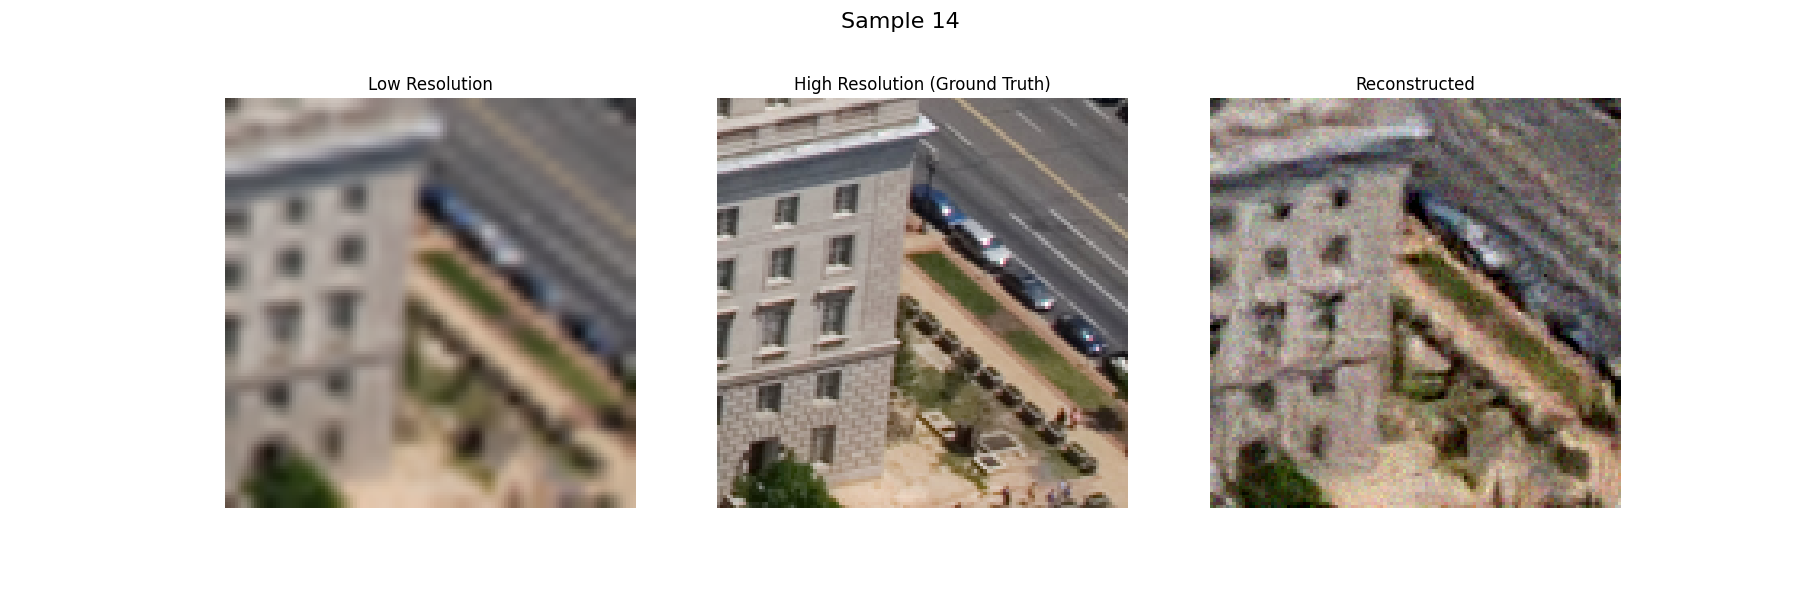 Sample 14
Low Resolution
High Resolution (Ground Truth)
Reconstructed